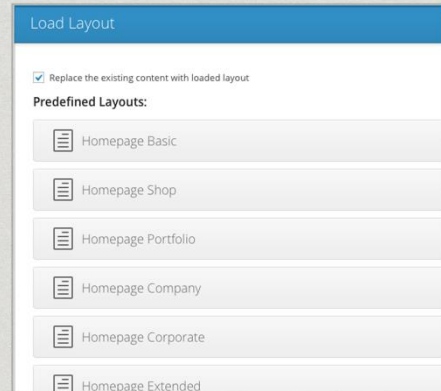 Load Layout
Replace the existing content with loaded layout
Predefined Layouts:
Homepage Basic
Homepage Shop
Homepage Portfolio
Homepage Company
Homepage Corporate
Homepage Extended